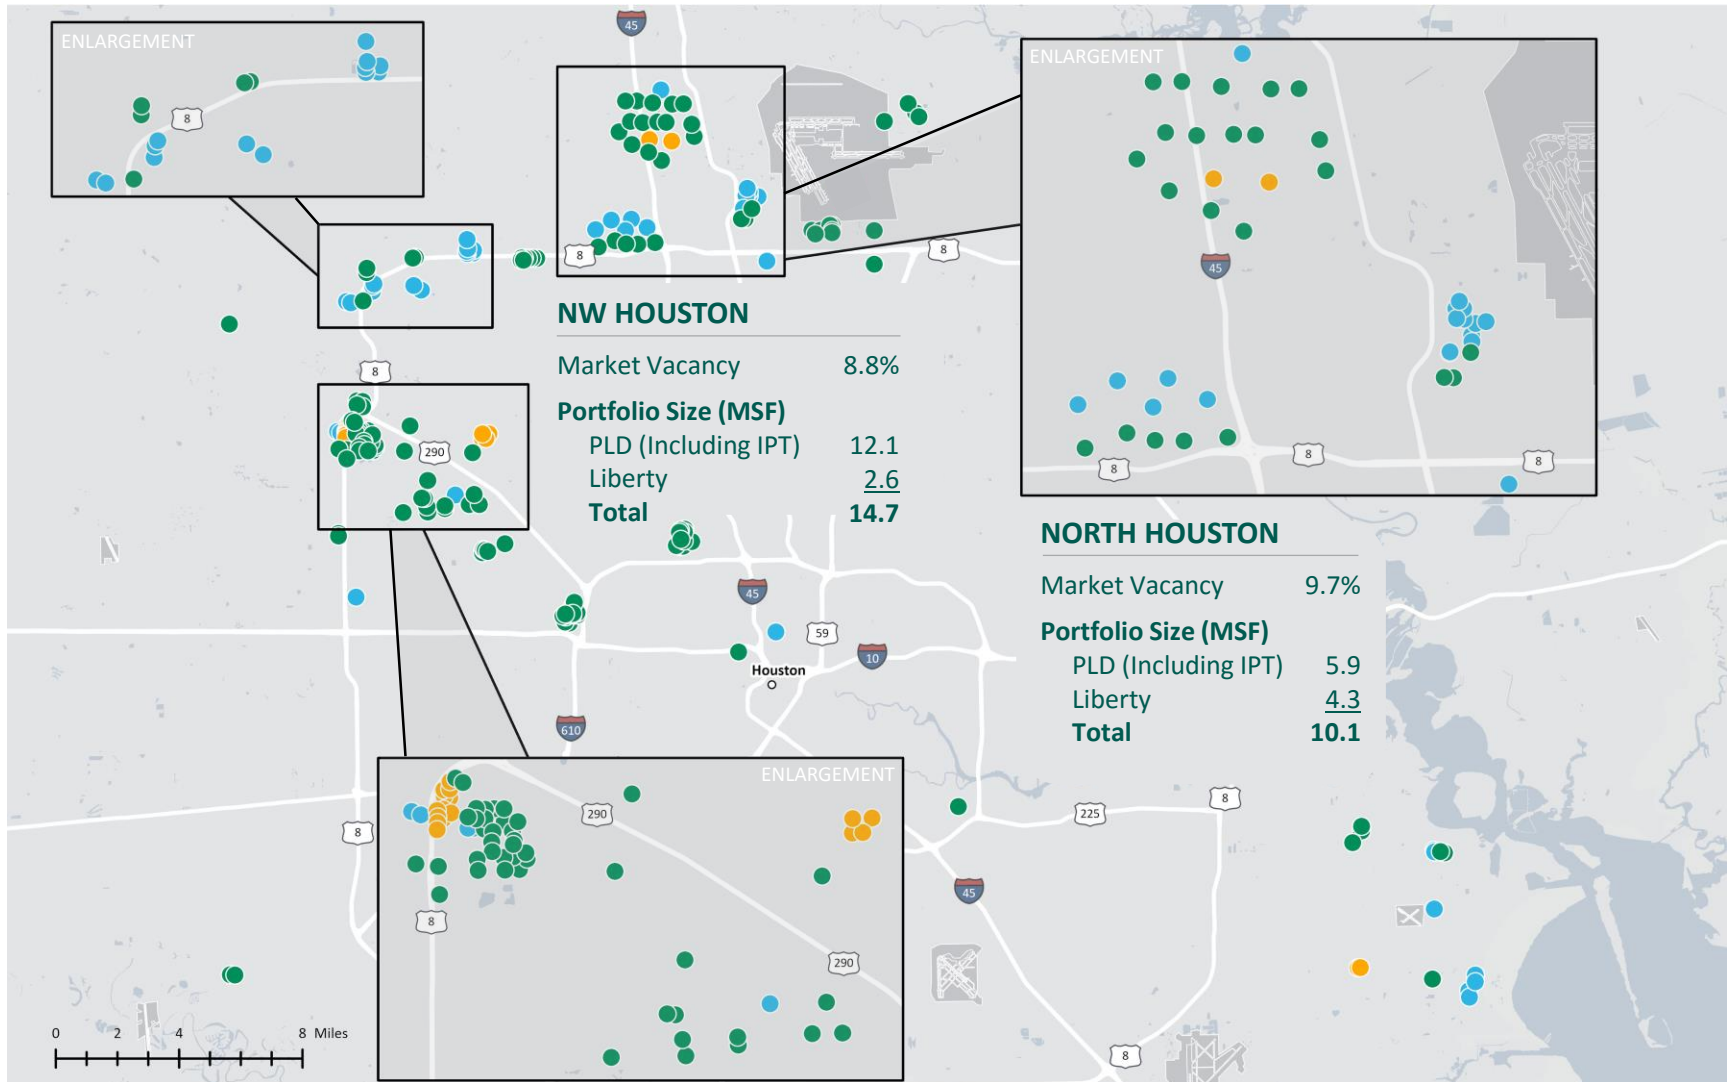 ENLARGEMENT
8
45
ENLARGEMENT
45
8
8
8
8
8
8
NW HOUSTON
Market Vacancy 8.8%
Portfolio Size (MSF)
PLD (Including IPT) 12.1
Liberty 2.6
Total 14.7
8
290
NORTH HOUSTON
Market Vacancy 9.7%
Portfolio Size (MSF)
PLD (Including IPT) 5.9
Liberty 4.3
Total 10.1
45
59
10
Houston
610
ENLARGEMENT
290
8
290
8
8
225
45
8
0 2 4 8 Miles